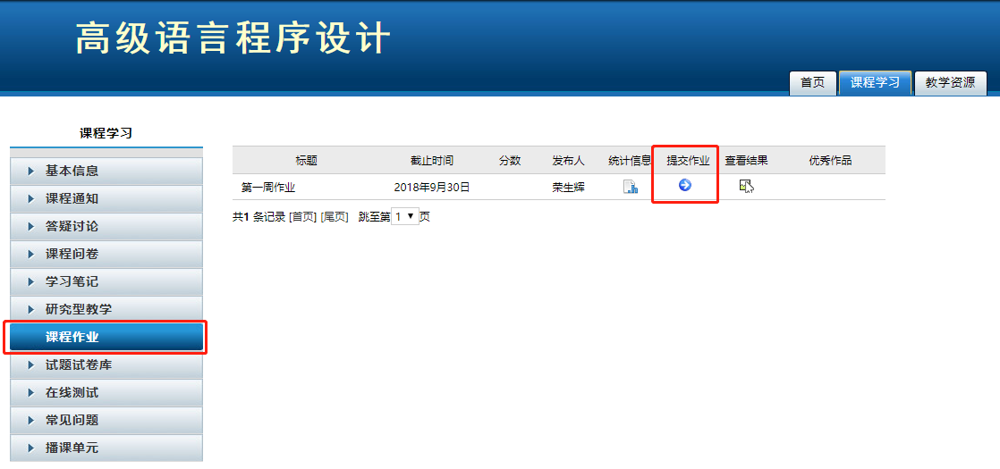 高级语言程序设计
首页 课程学习 教学资源
课程学习
基本信息
课程通知
答疑讨论
课程问卷
学习笔记
研究型教学
课程作业
试题试卷库
在线测试
常见问题
播课单元
标题 截止时间 分数 发布人 统计信息 提交作业 查看结果 优秀作品
第一周作业 2018年9月30日 荣生辉
共1 条记录 [首页] [尾页] 跳至第 1 页